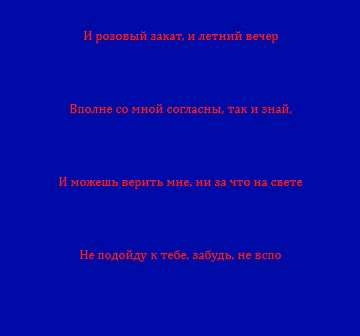 И розовый закат, и летний вечер
Вполне со мной согласны, так и знай,
И можешь верить мне, ни за что на свете
Не подойду к тебе, забудь, не вспо